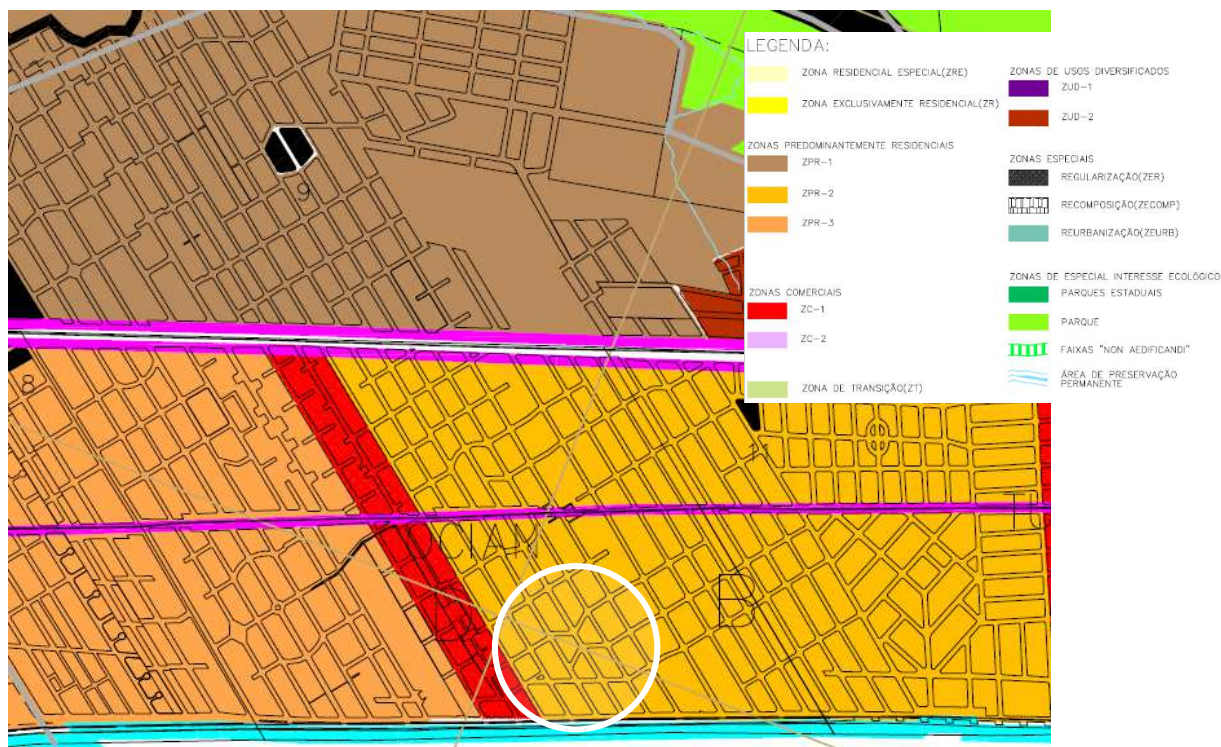 LEGENDA:
ZONA RESIDENCIAL ESPECIAL(ZRE)
ZONA EXCLUSIVAMENTE RESIDENCIAL(ZR)
ZONAS PREDOMINANTEMENTE RESIDENCIAIS
ZPR-1
ZPR-2
ZPR-3
ZONAS COMERCIAIS
ZC-1
ZC-2
ZONA DE TRANSIÇÃO(ZT)
ZONAS DE USOS DIVERSIFICADOS
ZUD-1
ZUD-2
ZONAS ESPECIAIS
REGULARIZAÇÃO(ZER)
RECOMPOSIÇÃO(ZECOMP)
REURBANIZAÇÃO(ZEURB)
ZONAS DE ESPECIAL INTERESSE ECOLÓGICO
PARQUES ESTADUAIS
PARQUE
FAIXAS "NON AEDIFICANDI"
ÁREA DE PRESERVAÇÃO
PERMANENTE
9
8
11
OCIAN
TU
B